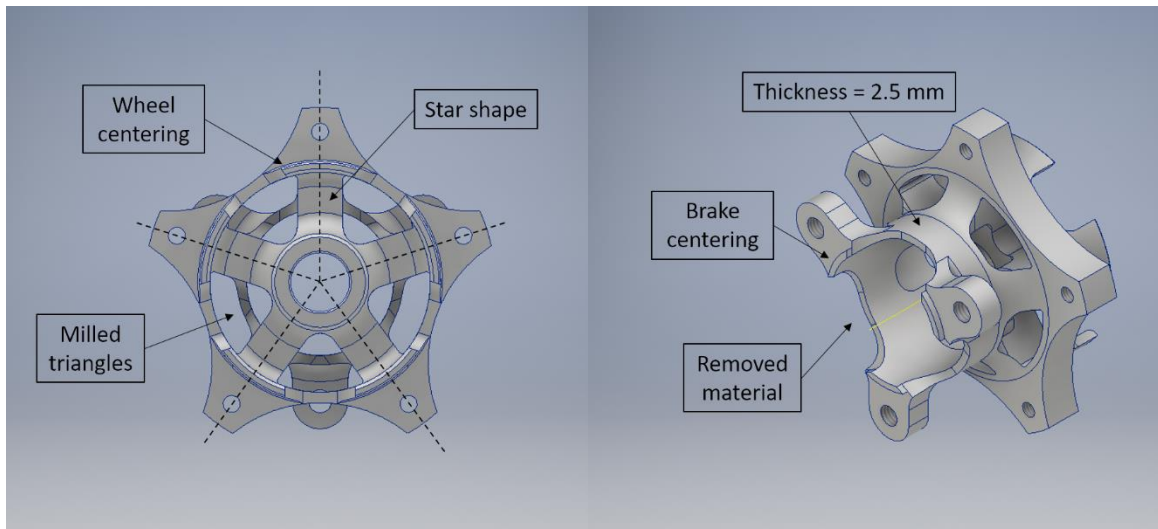 Wheel
centering
Star shape
Milled
triangles
Thickness = 2.5 mm
Brake
centering
Removed
material